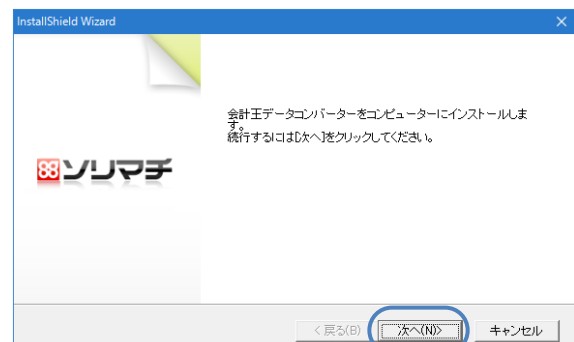 InstallShield Wizard
会計王データコンバーターをコンピューターにインストールしま
す。
続行するには[次へ]をクリックしてください。
ソリマチ
< 戻る(B)
次へ(N)>
キャンセル